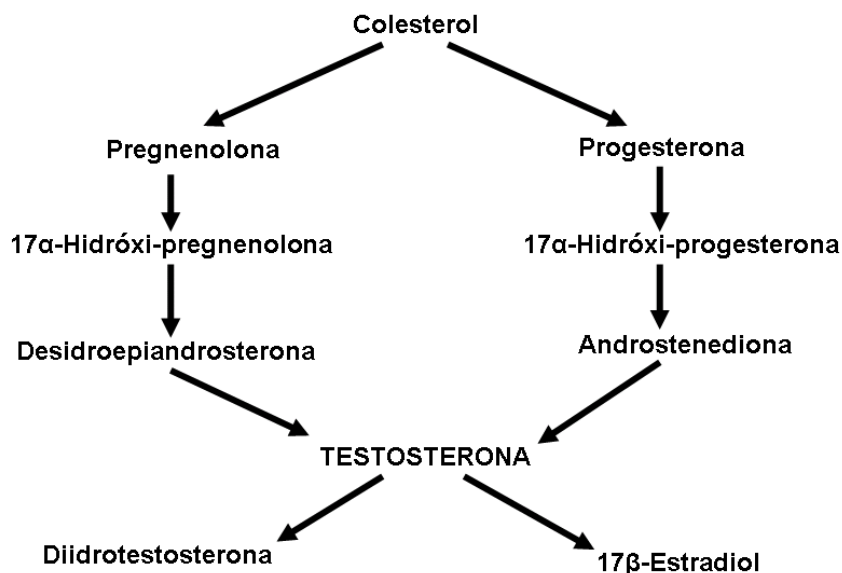 Colesterol
Pregnenolona
Progesterona
17α-Hidróxi-pregnenolona
17α-Hidróxi-progesterona
Desidroepiandrosterona
Androstenediona
TESTOSTERONA
Diidrotestosterona
17β-Estradiol